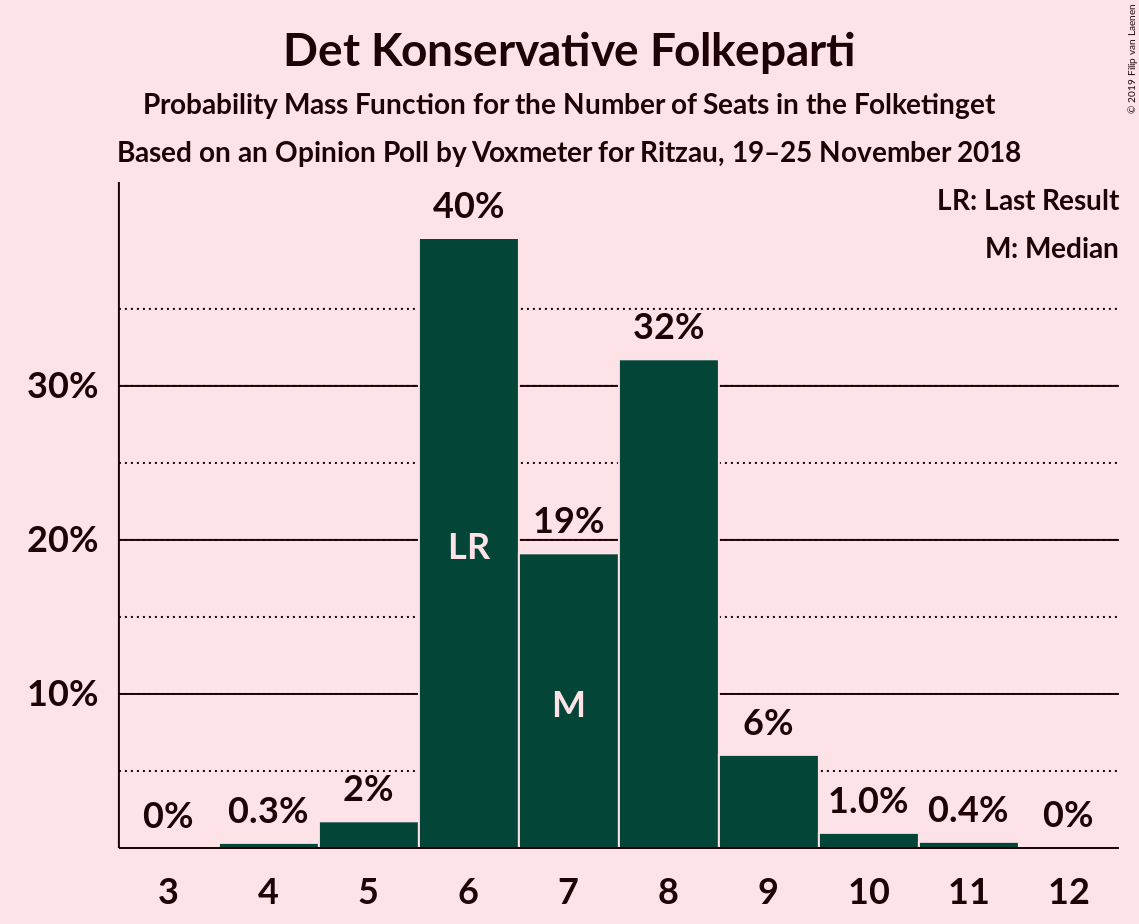 Det Konservative Folkeparti
Probability Mass Function for the Number of Seats in the Folketinget
Based on an Opinion Poll by Voxmeter for Ritzau, 19–25 November 2018
© 2019 Filip van Laenen
LR: Last Result
M: Median
40%
32%
30%
20%
19%
LR
M
10%
6%
2%
1.0%
0.3%
0.4%
0%
0%
3 4 5 6 7 8 9 10 11 12